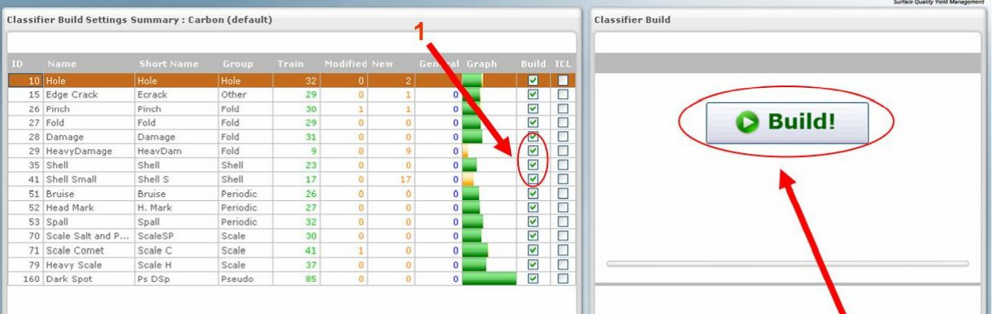 Surface Quality Yield Management
Classifier Build Settings Summary : Carbon (default)
Classifier Build
1
ID Name Short Name Group Train Modified New General Graph Build ICL
10 Hole Hole Hole 32 0 2
15 Edge Crack Ecrack Other 29 0 1 0
26 Pinch Pinch Fold 30 1 1 0
27 Fold Fold Fold 29 0 0 0
28 Damage Damage Fold 31 0 0 0
29 HeavyDamage HeavDam Fold 9 0 9 0
35 Shell Shell Shell 23 0 0 0
41 Shell Small Shell S Shell 17 0 17 0
51 Bruise Bruise Periodic 26 0 0 0
52 Head Mark H. Mark Periodic 27 0 0 0
53 Spall Spall Periodic 32 0 0 0
70 Scale Salt and P... ScaleSP Scale 30 0 0 0
71 Scale Comet Scale C Scale 41 1 0 0
79 Heavy Scale Scale H Scale 37 0 0 0
160 Dark Spot Ps DSp Pseudo 85 0 0 0
Build!